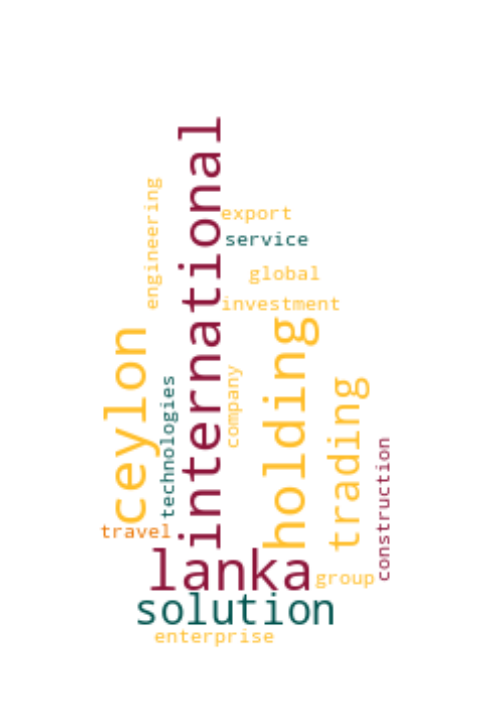 international
engineering
export
service
global
investment
holding
ceylon
company
technologies
trading
construction
travel
lanka
group
solution
enterprise